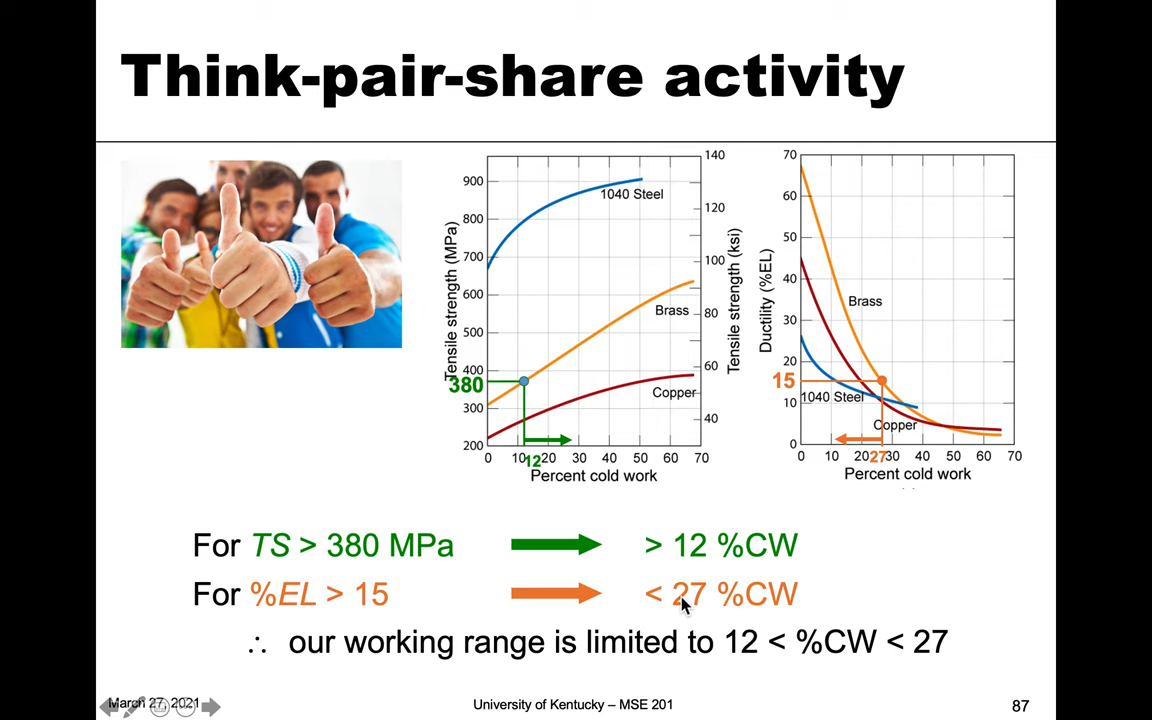 Think-pair-share activity
Tensile strength (MPa)
900
800
700
600
500
400
300
200
380
1040 Steel
Brass
Copper
140
120
100
80
60
40
Tensile strength (ksi)
0 10 12 20 30 40 50 60 70
Percent cold work
Ductility (%EL)
70
60
50
40
30
20
15
10
0
Brass
1040 Steel
Copper
0 10 20 27 30 40 50 60 70
Percent cold work
For TS > 380 MPa > 12 %CW
For %EL > 15 < 27 %CW
∴ our working range is limited to 12 < %CW < 27
March 27, 2021 University of Kentucky – MSE 201 87